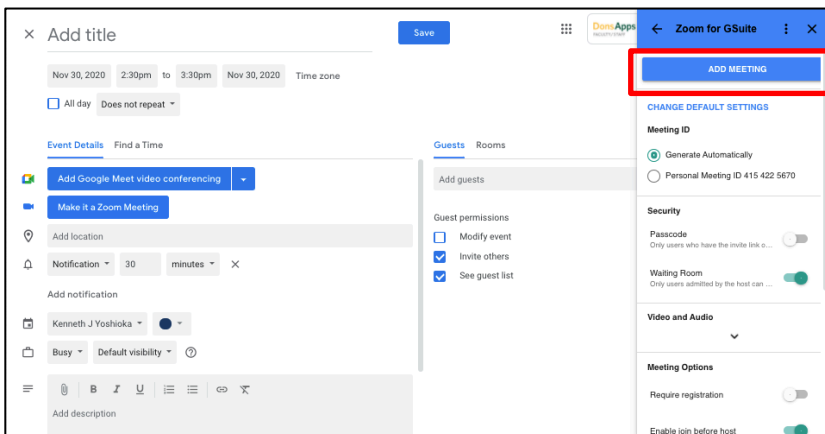 Add title
Save
DonsApps
Nov 30, 2020 2:30pm to 3:30pm Nov 30, 2020 Time zone
All day Does not repeat
Event Details Find a Time
Add Google Meet video conferencing
Make it a Zoom Meeting
Add location
Notification 30 minutes
Add notification
Kenneth J Yoshioka
Busy Default visibility
B I U
Add description
Guests Rooms
Add guests
Guest permissions
Modify event
Invite others
See guest list
Zoom for GSuite
ADD MEETING
CHANGE DEFAULT SETTINGS
Meeting ID
Generate Automatically
Personal Meeting ID 415 422 5670
Security
Passcode
Only users who have the invite link o...
Waiting Room
Only users admitted by the host can ...
Video and Audio
Meeting Options
Require registration
Enable join before host